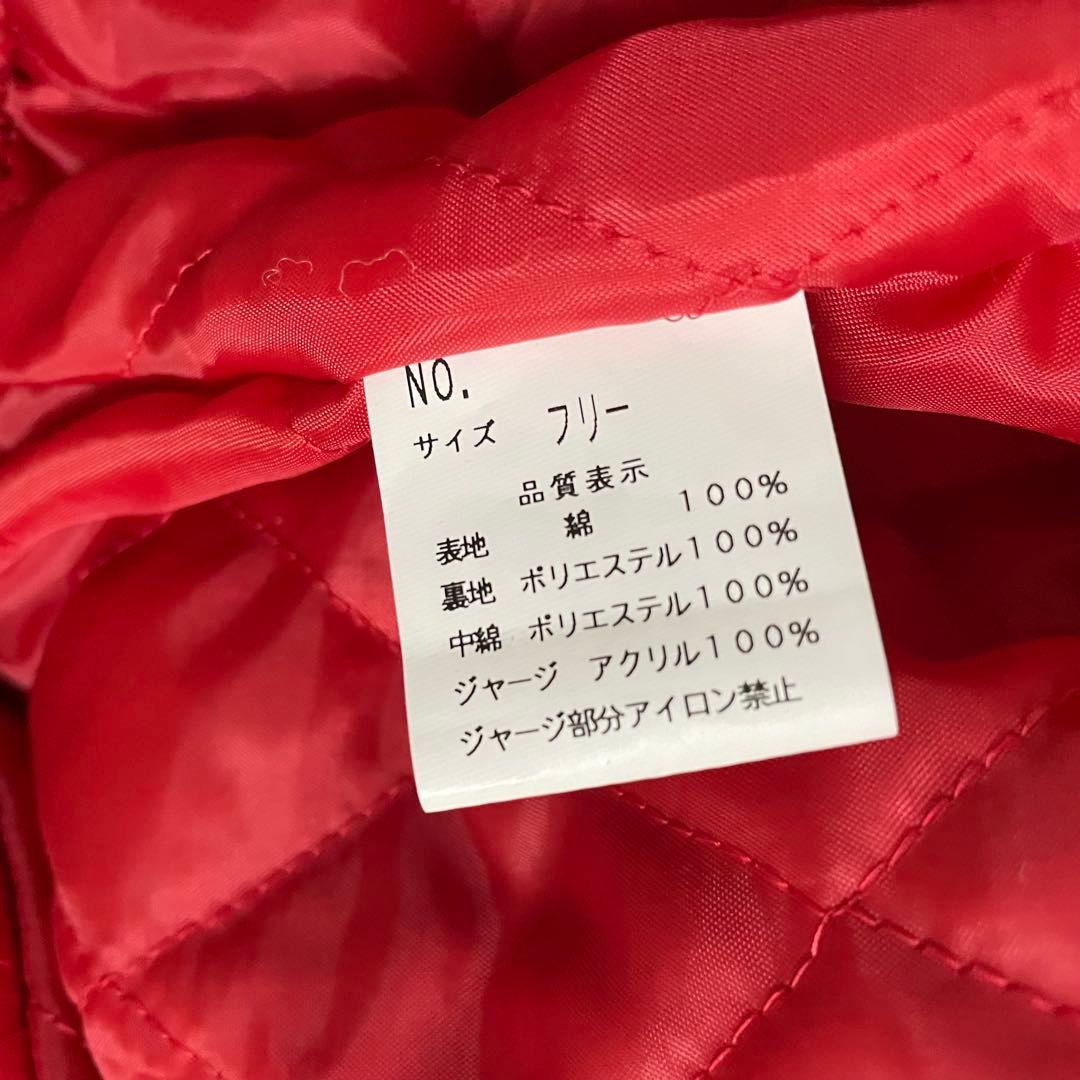 NO.
サイズ フリー
品質表示
表地 綿 100%
裏地 ポリエステル100%
中綿 ポリエステル100%
ジャージ アクリル100%
ジャージ部分アイロン禁止